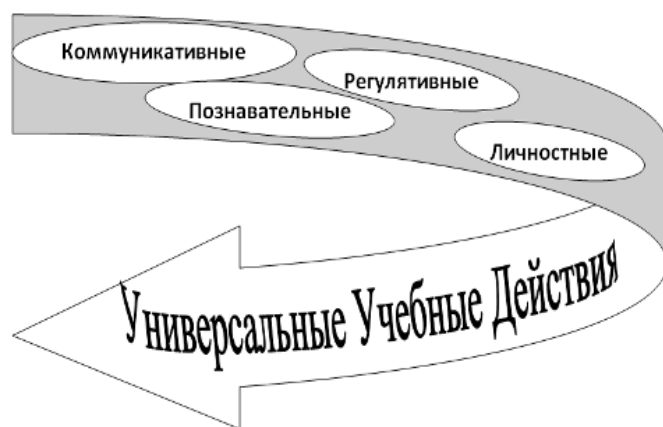 Коммуникативные
Регулятивные
Познавательные
Личностные
Универсальные Учебные Действия